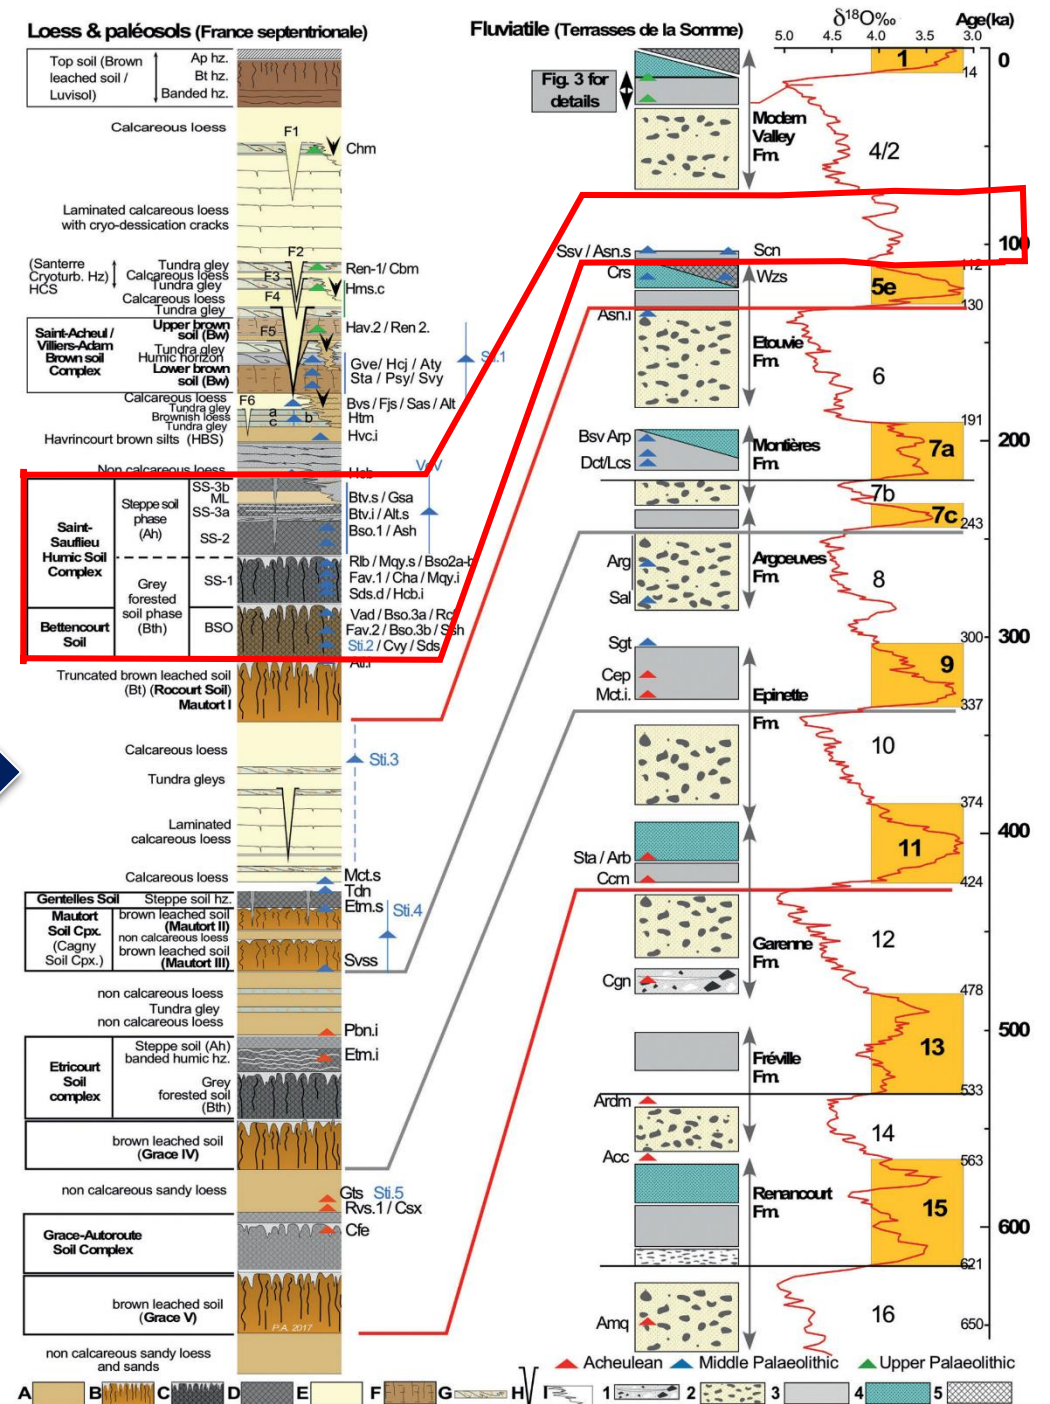 Loess & paléosols (France septentrionale)
Top soil (Brown
leached soil /
Luvisol)
Ap hz.
Bt hz.
Banded hz.
Calcareous loess
F1
Chm
Laminated calcareous loess
with cryo-dessication cracks
F2
(Santerre
Cryoturb. Hz)
HCS
Tundra gley
Calcareous loess
Tundra gley
Calcareous loess
Tundra gley
F3
F4
Ren-1/ Cbm
Hms.c
Saint-Acheul /
Villiers-Adam
Brown soil
Complex
Upper brown
soil (Bw)
Tundra gley
Humic horizon
Lower brown
soil (Bw)
F5
Hav.2 / Ren 2.
Gve / Hcj / Aty
Sta / Psy/ Svy
Sti.1
Calcareous loess
Tundra gley
Brownish loess
Tundra gley
F6
a
c
b
Bvs / Fjs / Sas / Alt
Htm
Havrincourt brown silts (HBS)
Hvc.i
Non calcareous loess
Hcb
Saint-
Sauflieu
Humic Soil
Complex
Steppe soil
phase
(Ah)
SS-3b
ML
SS-3a
SS-2
Btv.s / Gsa
Btv.i / Alt.s
Bso.1 / Ash
Grey
forested
soil phase
(Bth)
SS-1
Rlb / Mqy.s / Bso2a-b
Fav.1 / Cha / Mqy.i
Sds.d / Hcb.i
Bettencourt
Soil
BSO
Vad / Bso.3a / Rcf
Fav.2 / Bso.3b / Ssh
Sti.2 / Cvy / Sds
Truncated brown leached soil
(Bt) (Rocourt Soil)
Mautort I
Calcareous loess
Sti.3
Tundra gleys
Laminated
calcareous loess
Calcareous loess
Mct.s
Tdn
Gentelles Soil
Steppe soil hz.
Etm.s
Sti.4
Mautort
Soil Cpx.
(Cagny
Soil Cpx.)
brown leached soil
(Mautort II)
non calcareous loess
brown leached soil
(Mautort III)
Svss
non calcareous loess
Tundra gley
non calcareous loess
Pbn.i
Etricourt
Soil
complex
Steppe soil (Ah)
banded humic hz.
Etm.i
Grey
forested soil
(Bth)
brown leached soil
(Grace IV)
non calcareous sandy loess
Gts Sti.5
Rvs.1 / Csx
Grace-Autoroute
Soil Complex
Cfe
brown leached soil
(Grace V)
P.A. 2017
non calcareous sandy loess
and sands
Fluviatile (Terrasses de la Somme)
δ18O‰
Age(ka)
5.0 4.5 4.0 3.5 3.0
Fig. 3 for
details
Modern
Valley
Fm.
1
0
14
4/2
Ssv / Asn.s
Scn
100
112
Crs
Wzs
5e
130
Asn.i
Etouvie
Fm.
6
191
Bsv Arp
Dct/Lcs
Montières
Fm.
7a
200
7b
7c
243
Arg
Sal
Argoeuves
Fm.
8
300
300
Sgt
Cep
Mct.i.
Epinette
Fm.
9
337
10
374
400
Sta / Arb
Ccm
11
424
Garenne
Fm.
12
Cgn
478
500
Fréville
Fm.
13
533
Ardm
14
563
Acc
Renancourt
Fm.
15
600
621
Amq
16
650
Acheulean Middle Palaeolithic Upper Palaeolithic
A B C D E F G H I 1 2 3 4 5